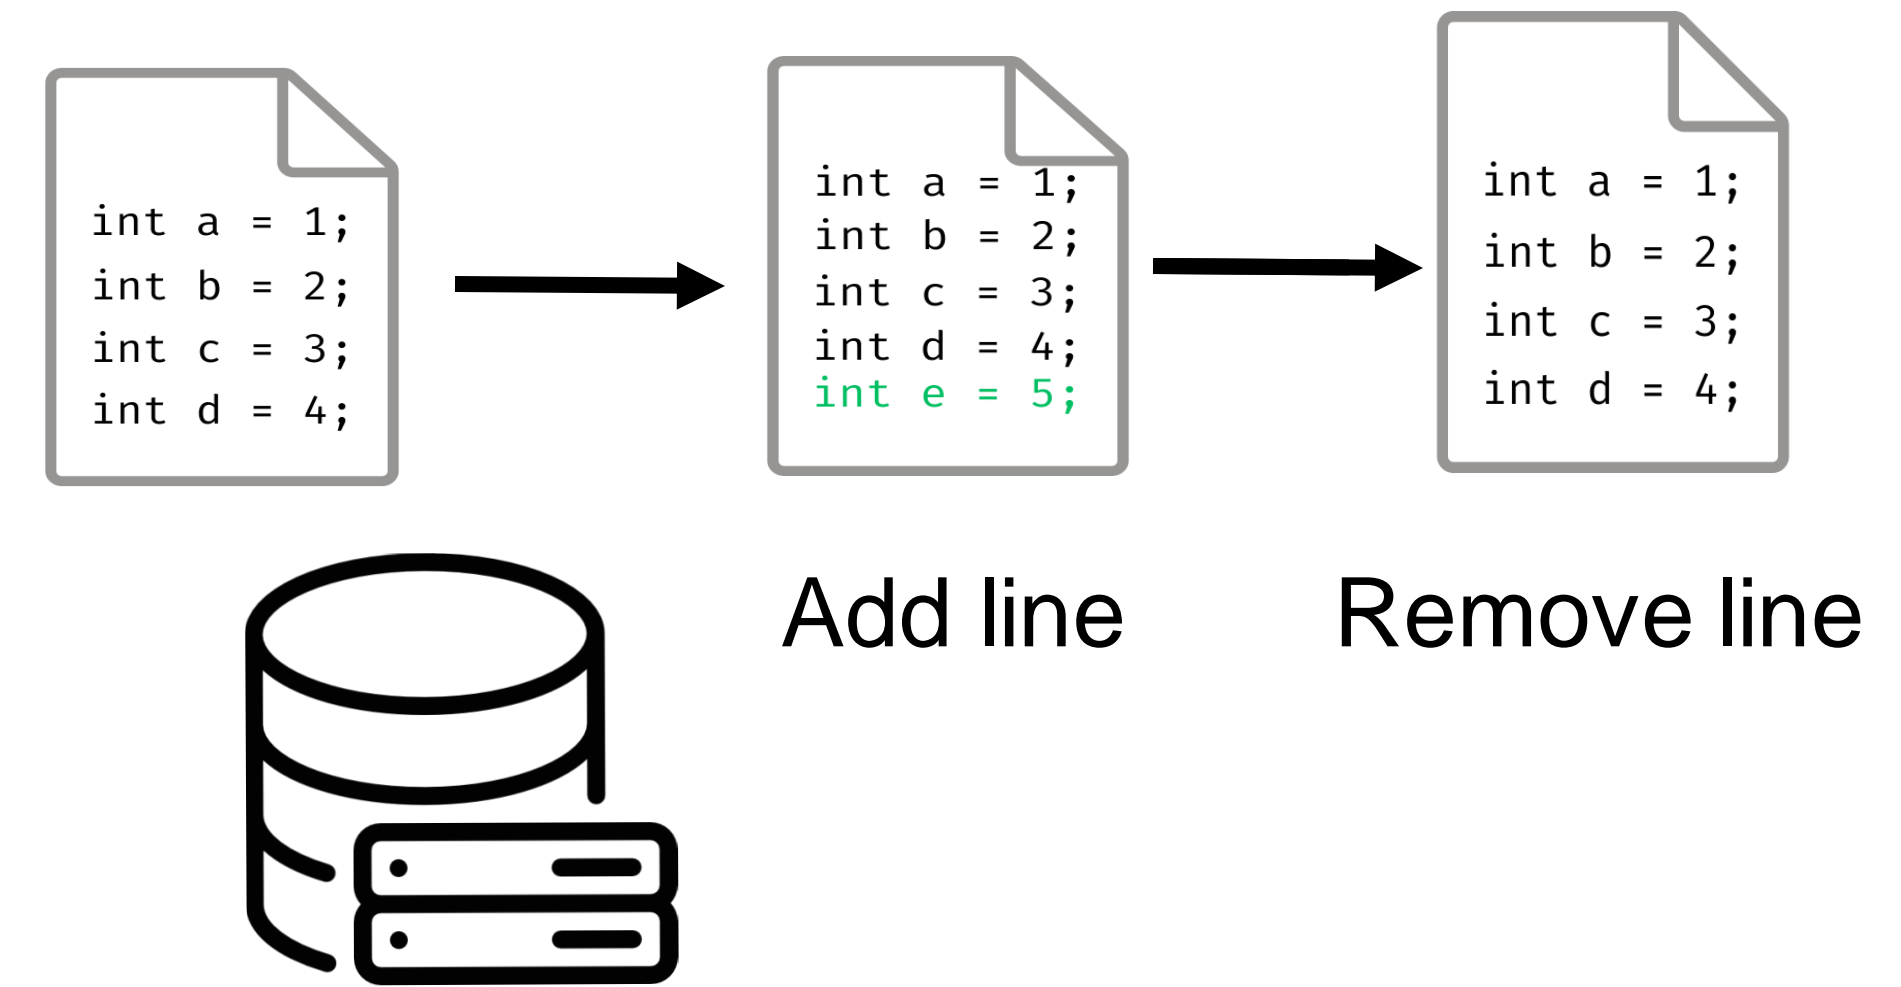 int a = 1;
int b = 2;
int c = 3;
int d = 4;
int a = 1;
int b = 2;
int c = 3;
int d = 4;
int e = 5;
int a = 1;
int b = 2;
int c = 3;
int d = 4;
Add line
Remove line